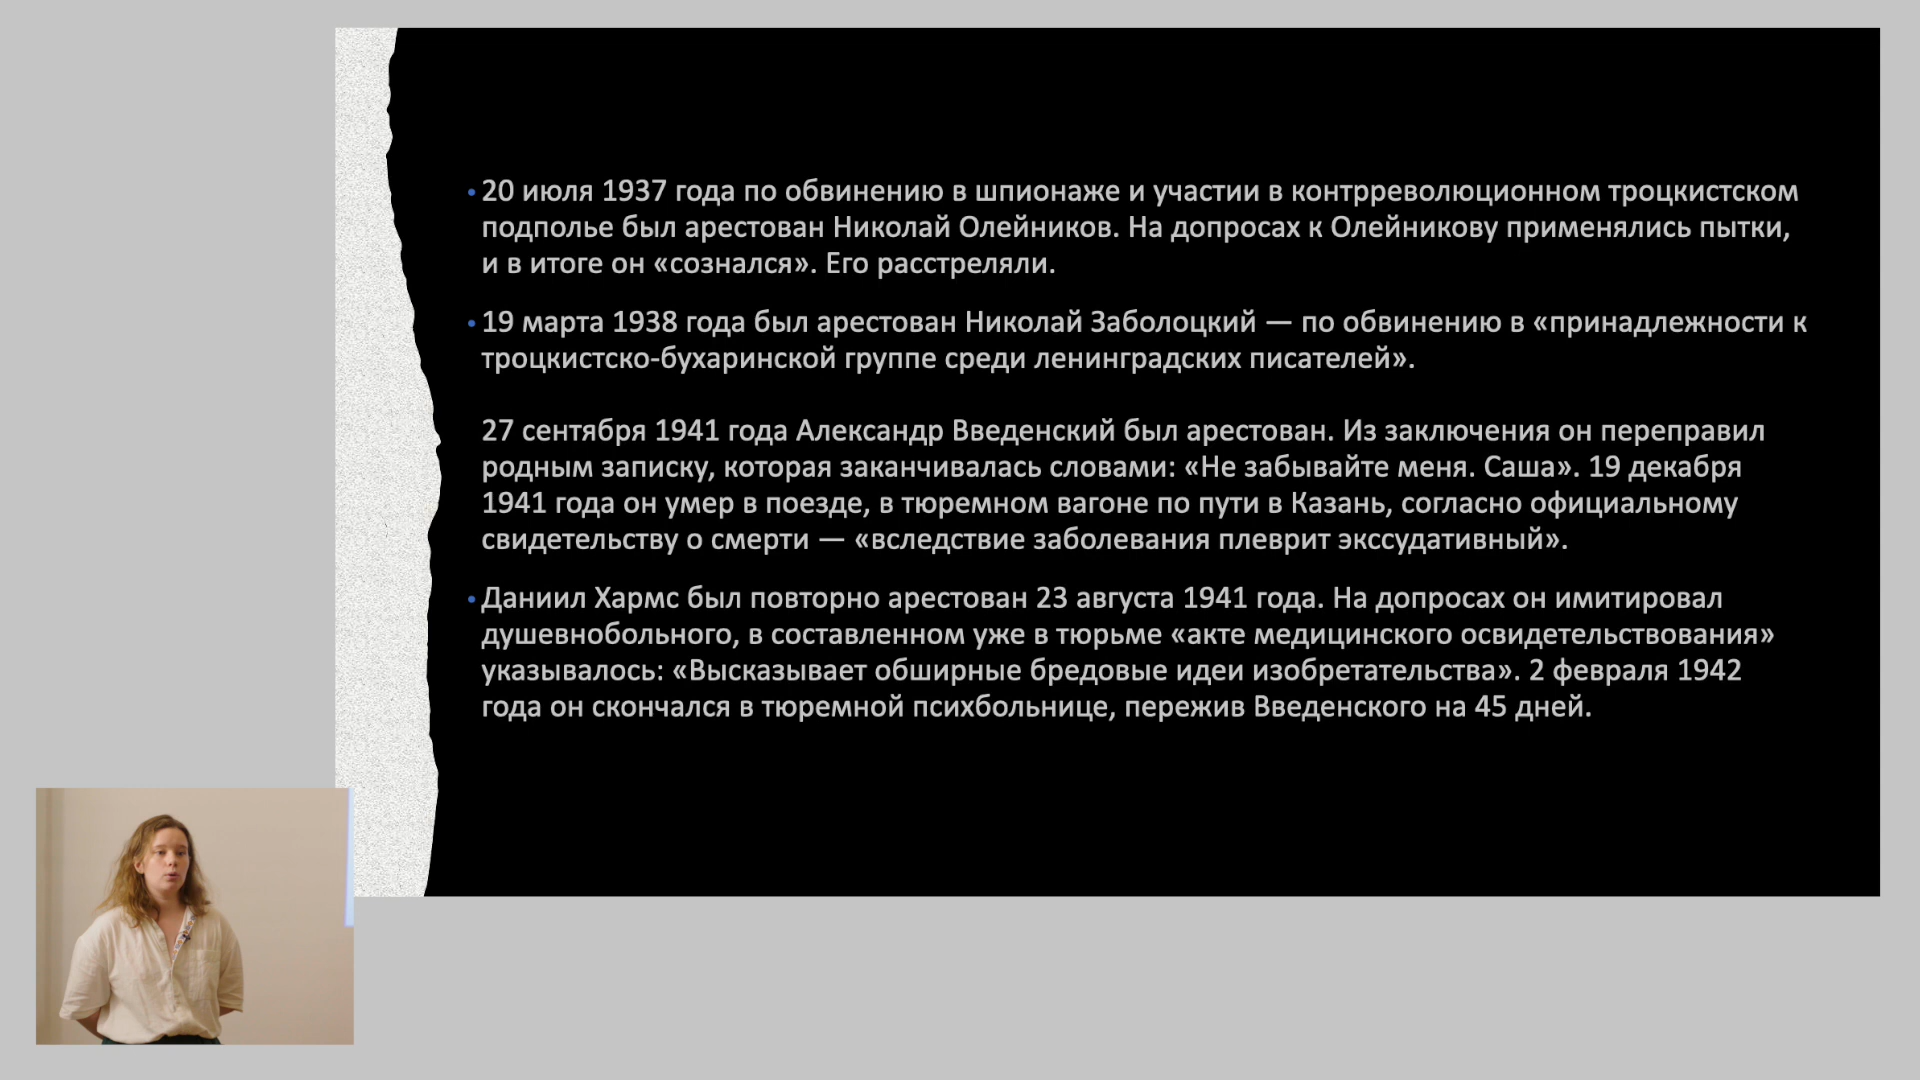 • 20 июля 1937 года по обвинению в шпионаже и участии в контрреволюционном троцкистском
подполье был арестован Николай Олейников. На допросах к Олейникову применялись пытки,
и в итоге он «сознался». Его расстреляли.
• 19 марта 1938 года был арестован Николай Заболоцкий — по обвинению в «принадлежности к
троцкистско-бухаринской группе среди ленинградских писателей».
27 сентября 1941 года Александр Введенский был арестован. Из заключения он переправил
родным записку, которая заканчивалась словами: «Не забывайте меня. Саша». 19 декабря
1941 года он умер в поезде, в тюремном вагоне по пути в Казань, согласно официальному
свидетельству о смерти — «вследствие заболевания плеврит экссудативный».
• Даниил Хармс был повторно арестован 23 августа 1941 года. На допросах он имитировал
душевнобольного, в составленном уже в тюрьме «акте медицинского освидетельствования»
указывалось: «Высказывает обширные бредовые идеи изобретательства». 2 февраля 1942
года он скончался в тюремной психбольнице, пережив Введенского на 45 дней.